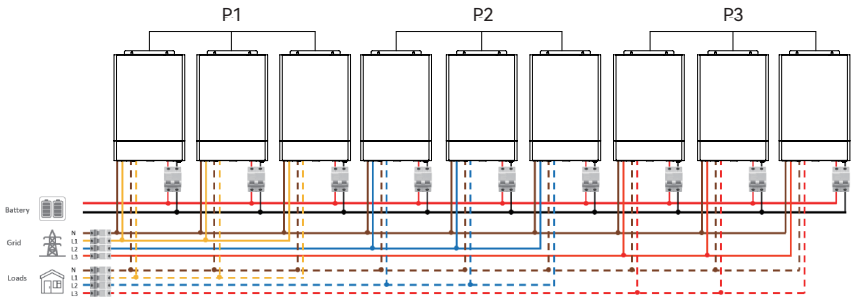 P1 P2 P3
Battery
Grid
N
L1
L2
L3
Loads
N
L1
L2
L3